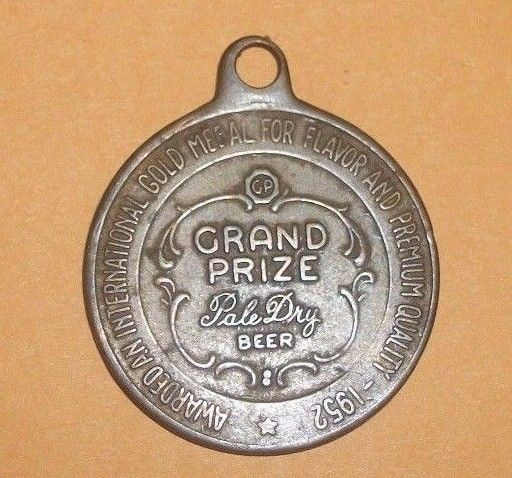 AWARDED AN INTERNATIONAL GOLD MEDAL FOR FLAVOR AND PREMIUM QUALITY - 1952
GP
GRAND
PRIZE
Pale Dry
BEER